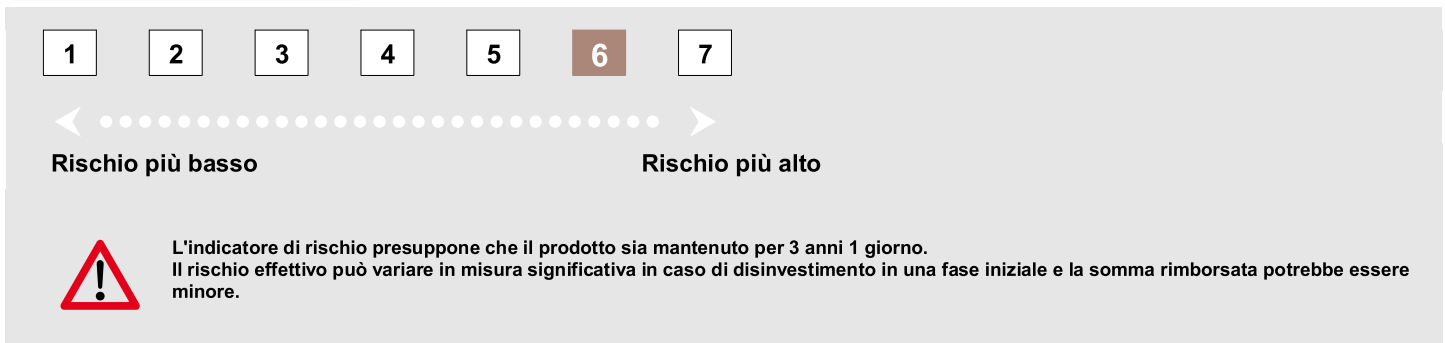 1 2 3 4 5 6 7
Rischio più basso Rischio più alto
L'indicatore di rischio presuppone che il prodotto sia mantenuto per 3 anni 1 giorno.
Il rischio effettivo può variare in misura significativa in caso di disinvestimento in una fase iniziale e la somma rimborsata potrebbe essere
minore.